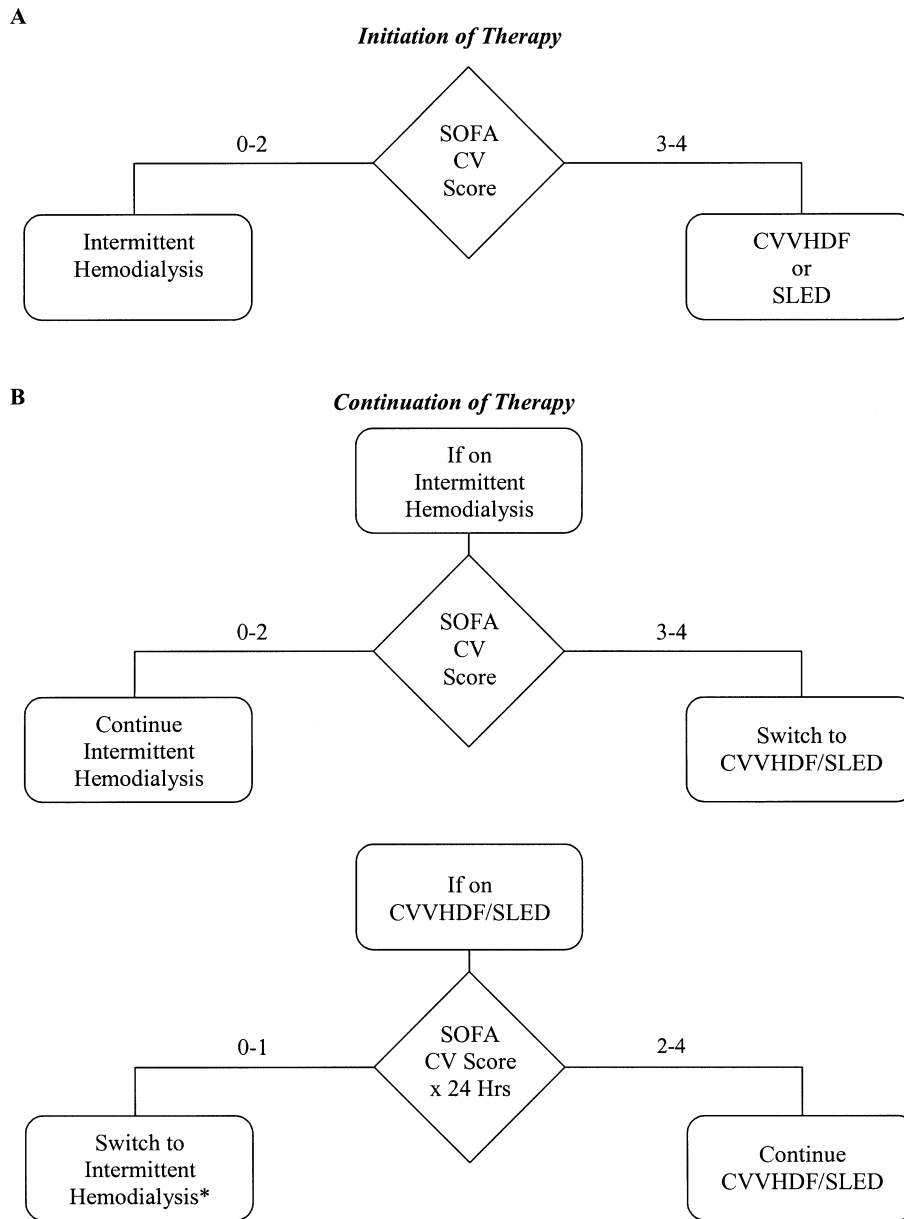 A
Initiation of Therapy
0-2
SOFA
CV
Score
3-4
Intermittent
Hemodialysis
CVVHDF
or
SLED
B
Continuation of Therapy
If on
Intermittent
Hemodialysis
0-2
SOFA
CV
Score
3-4
Continue
Intermittent
Hemodialysis
Switch to
CVVHDF/SLED
If on
CVVHDF/SLED
0-1
SOFA
CV Score
x 24 Hrs
2-4
Switch to
Intermittent
Hemodialysis*
Continue
CVVHDF/SLED